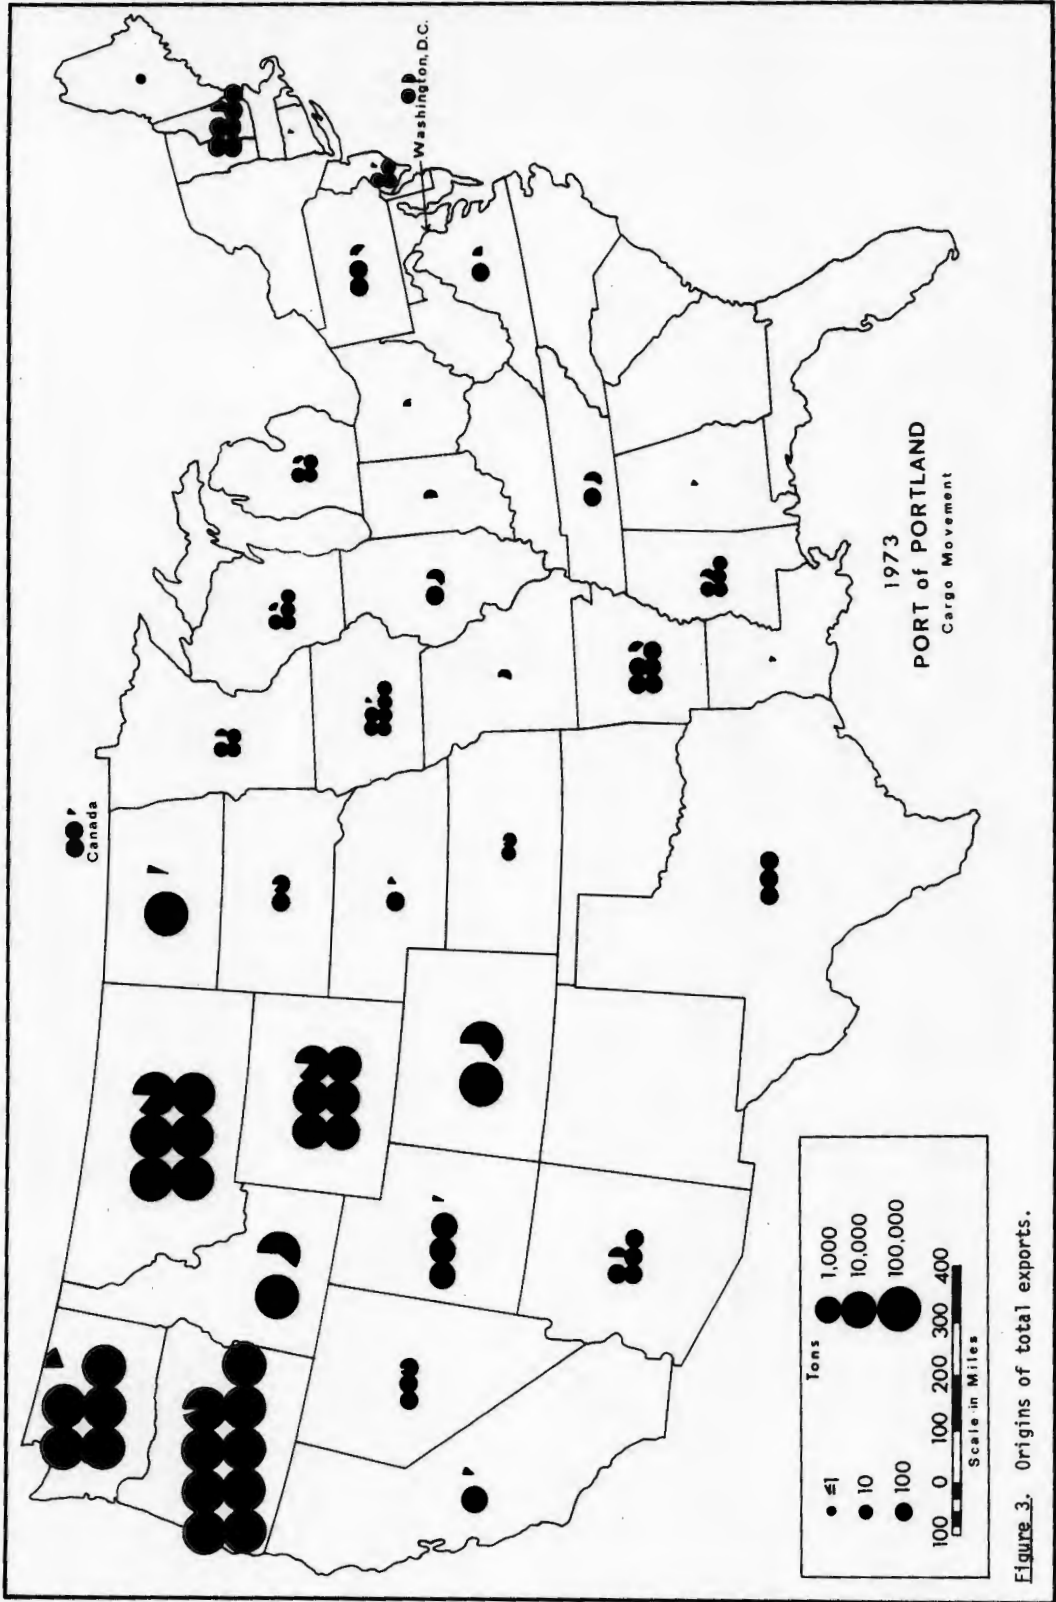 Canada
Washington, D.C.
1973
PORT of PORTLAND
Cargo Movement
Tons
≤1
10
100
1,000
10,000
100,000
100 0 100 200 300 400
Scale in Miles
Figure 3. Origins of total exports.